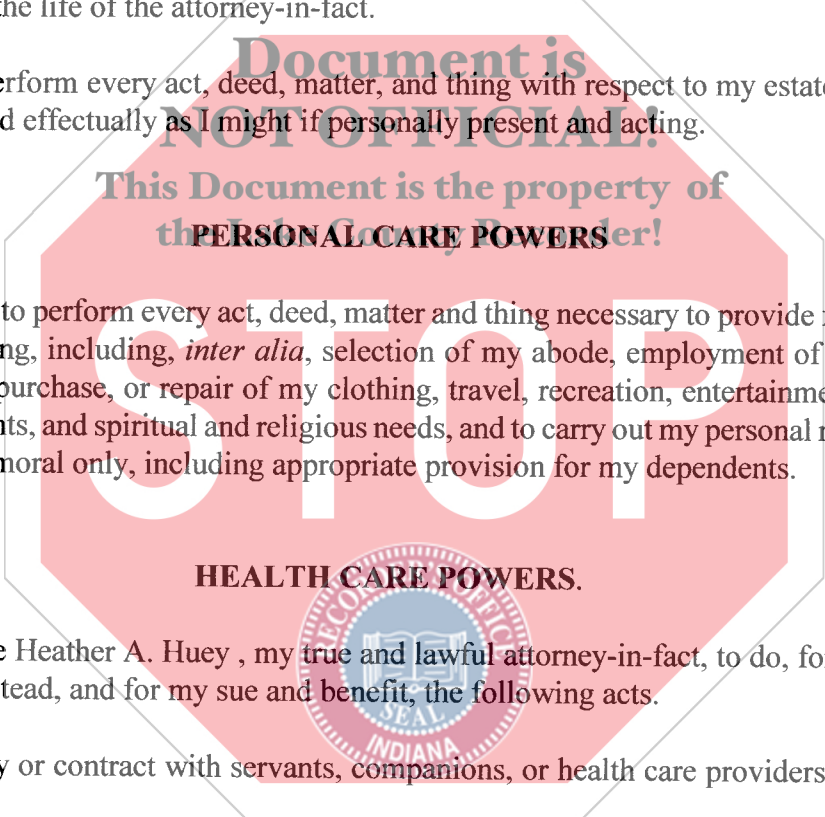 the life of the attorney-in-fact.
Document is
erform every act, deed, matter, and thing with respect to my estate
d effectually as I might if personally present and acting.
NOT OFFICIAL!
This Document is the property of
the Lake County Recorder!
PERSONAL CARE POWERS
to perform every act, deed, matter and thing necessary to provide
ng, including, inter alia, selection of my abode, employment of
purchase, or repair of my clothing, travel, recreation, entertainme
nts, and spiritual and religious needs, and to carry out my personal
moral only, including appropriate provision for my dependents.
STOP
HEALTH CARE POWERS.
e Heather A. Huey , my true and lawful attorney-in-fact, to do, fo
tead, and for my sue and benefit, the following acts.
SEAL
INDIANA
y or contract with servants, companions, or health care providers